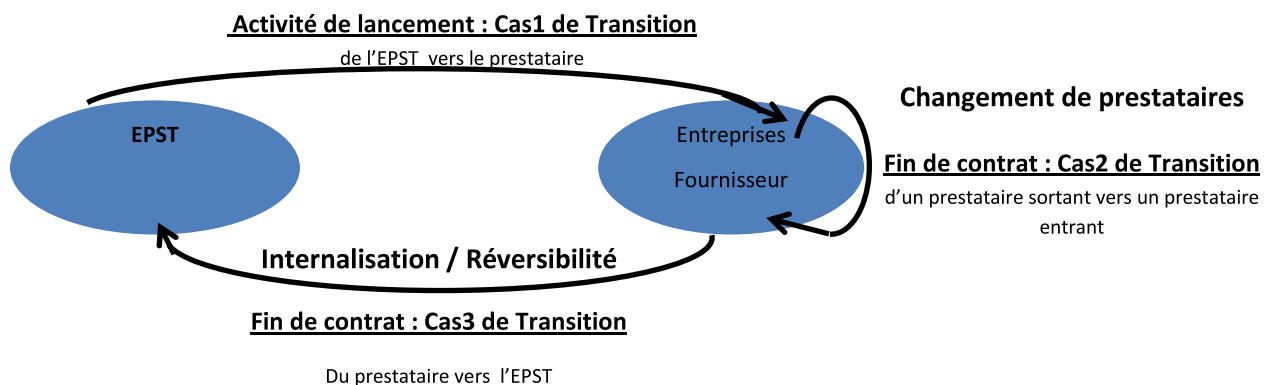 Activité de lancement : Cas1 de Transition
de l’EPST vers le prestataire
EPST
Entreprises
Fournisseur
Changement de prestataires
Fin de contrat : Cas2 de Transition
d’un prestataire sortant vers un prestataire
entrant
Internalisation / Réversibilité
Fin de contrat : Cas3 de Transition
Du prestataire vers l’EPST